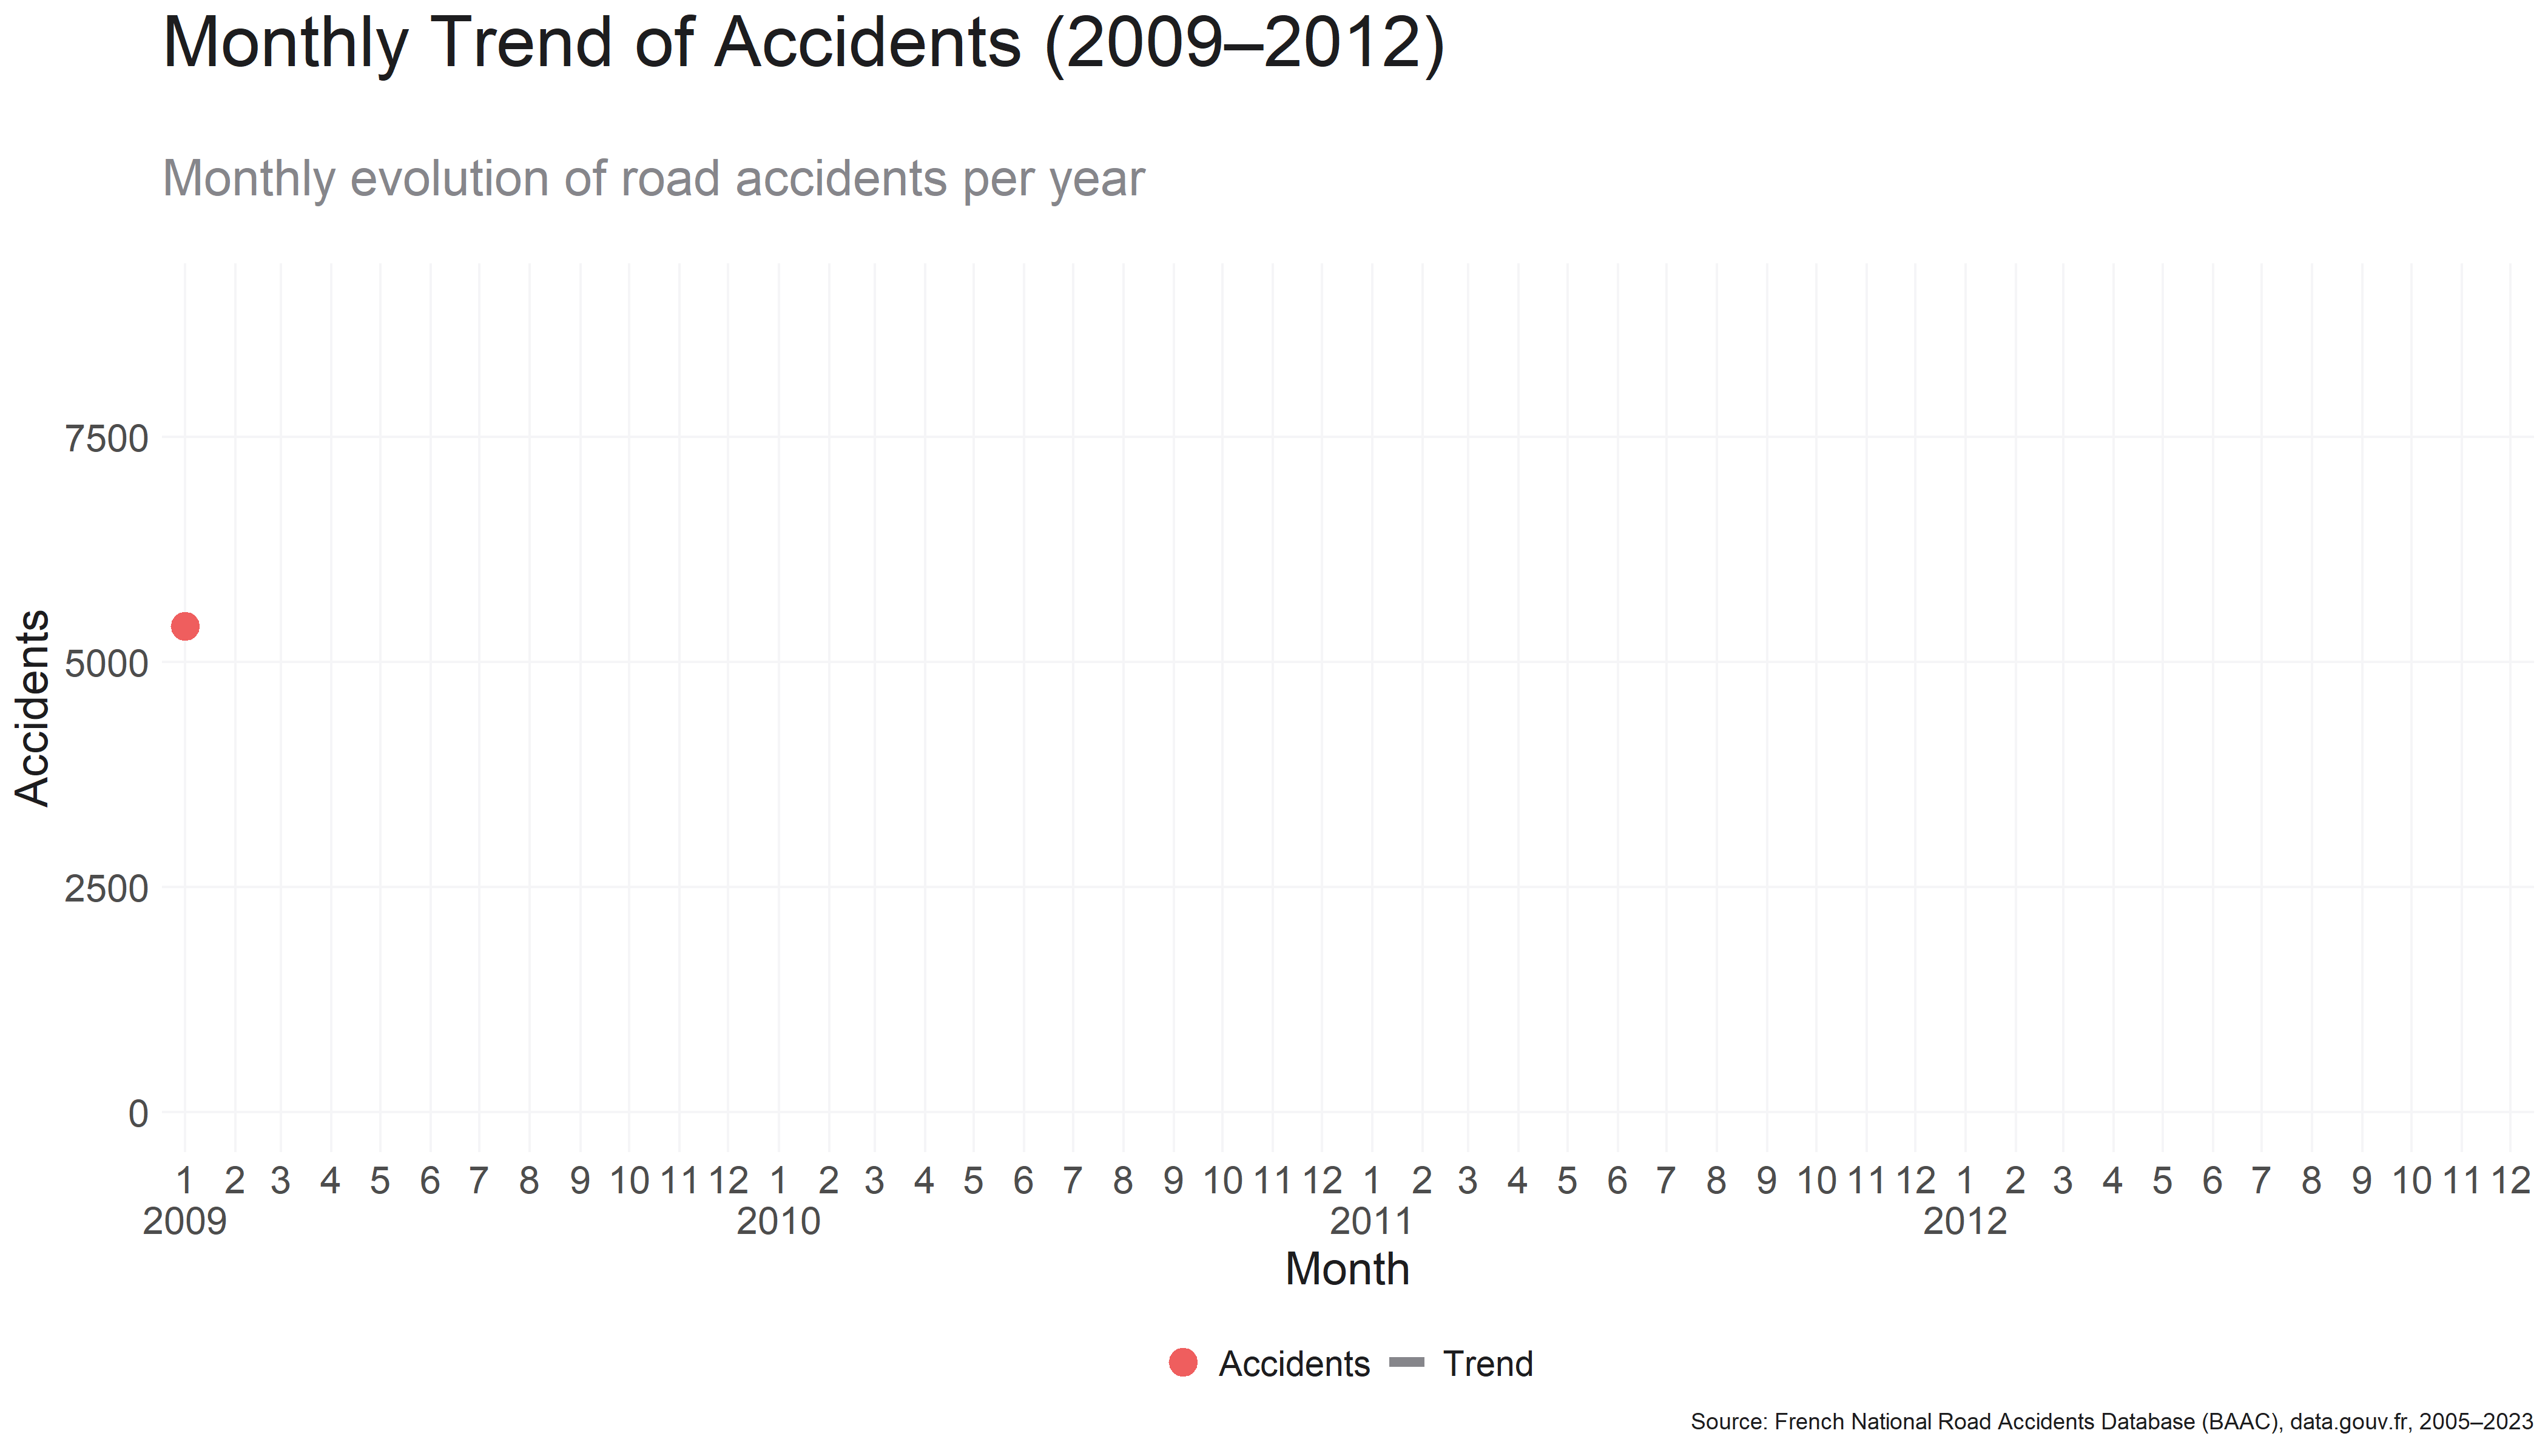 Monthly Trend of Accidents (2009–2012)
Monthly evolution of road accidents per year
7500
5000
2500
0
Accidents
1 2 3 4 5 6 7 8 9 10 11 12 1 2 3 4 5 6 7 8 9 10 11 12 1 2 3 4 5 6 7 8 9 10 11 12 1 2 3 4 5 6 7 8 9 10 11 12
2009 2010 2011 2012
Month
Accidents Trend
Source: French National Road Accidents Database (BAAC), data.gouv.fr, 2005–2023